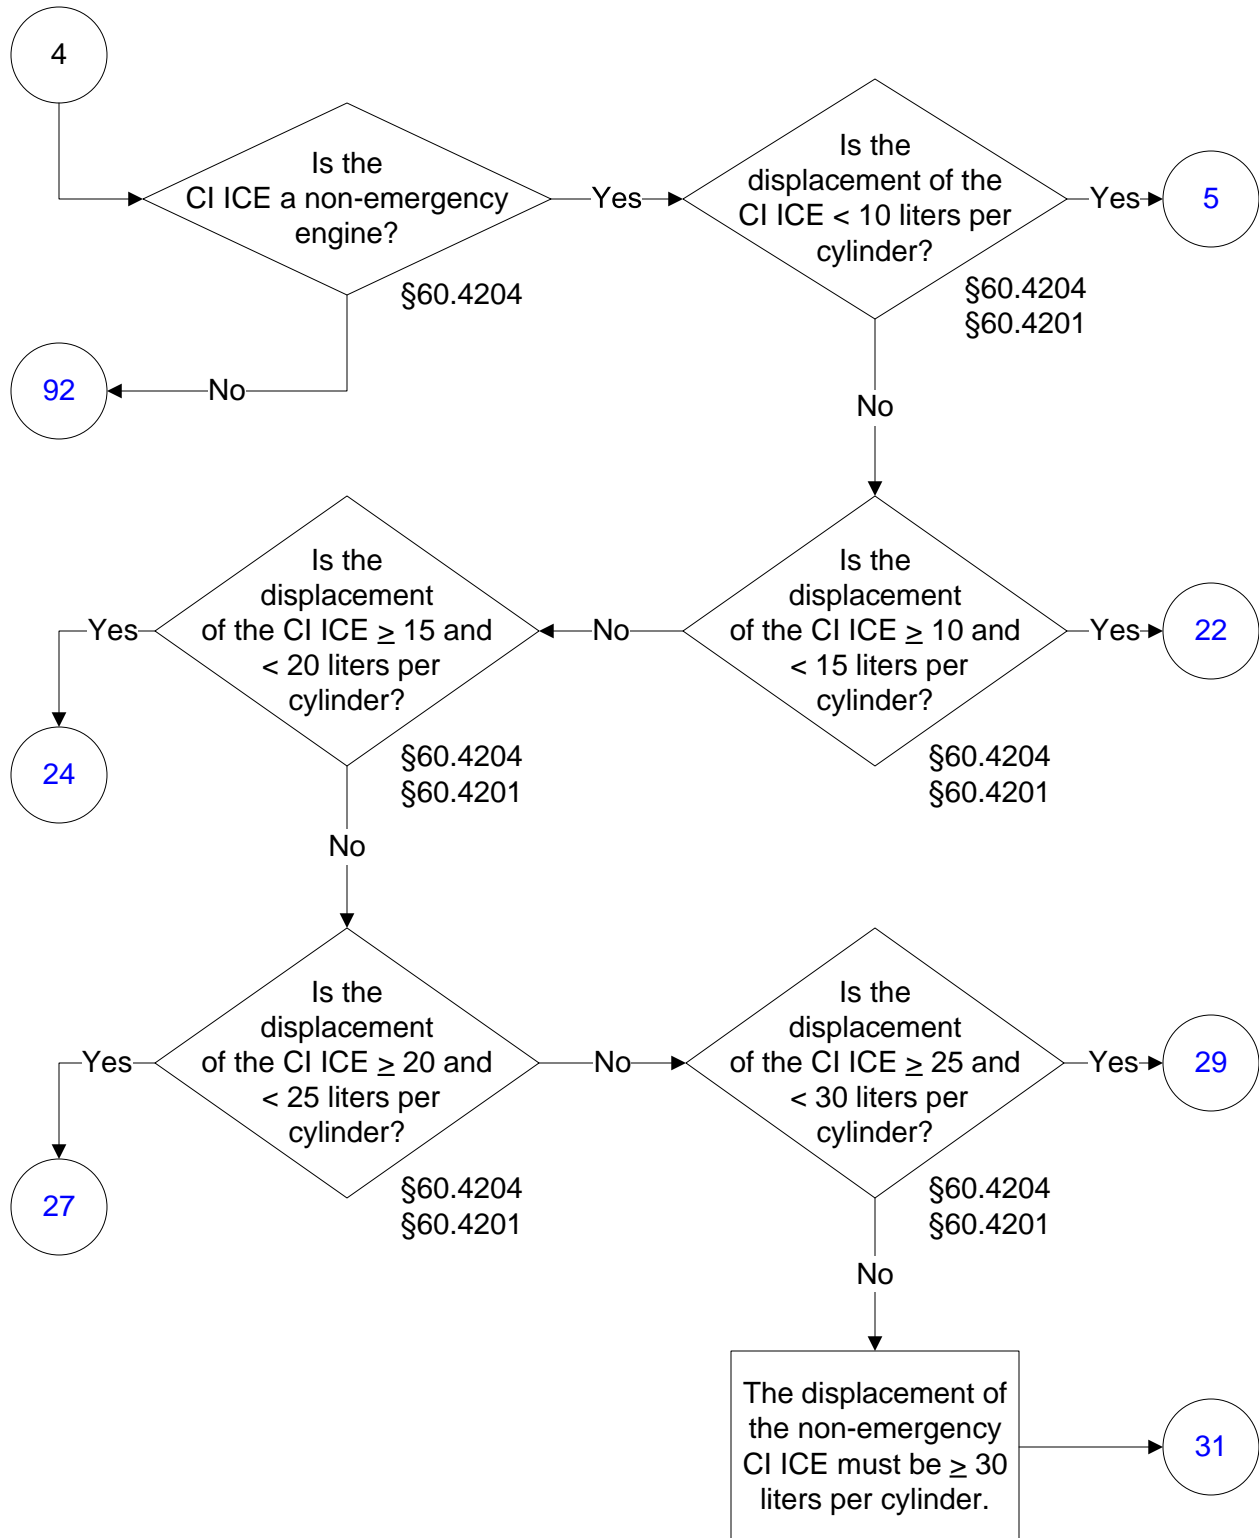 4
Is the
CI ICE a non-emergency
engine?
§60.4204
Yes
Is the
displacement of the
CI ICE < 10 liters per
cylinder?
§60.4204
§60.4201
Yes
5
No
92
No
Is the
displacement
of the CI ICE ≥ 10 and
< 15 liters per
cylinder?
§60.4204
§60.4201
Yes
22
No
Is the
displacement
of the CI ICE ≥ 15 and
< 20 liters per
cylinder?
§60.4204
§60.4201
Yes
24
No
Is the
displacement
of the CI ICE ≥ 20 and
< 25 liters per
cylinder?
§60.4204
§60.4201
Yes
27
No
Is the
displacement
of the CI ICE ≥ 25 and
< 30 liters per
cylinder?
§60.4204
§60.4201
Yes
29
No
The displacement of
the non-emergency
CI ICE must be ≥ 30
liters per cylinder.
31